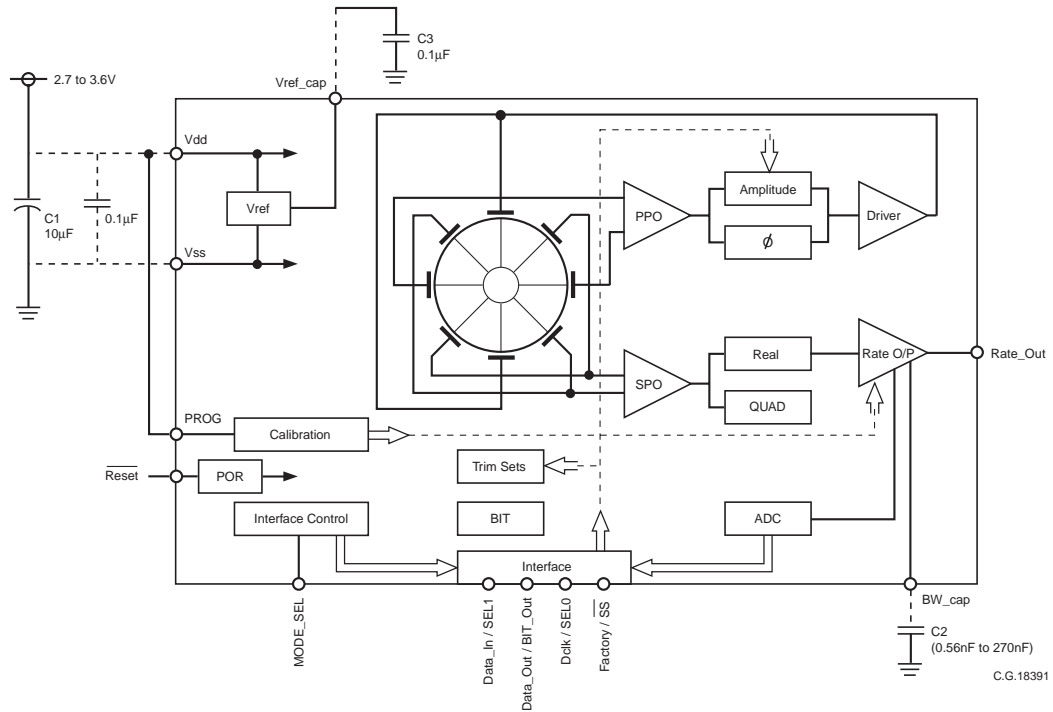 C3
0.1µF
2.7 to 3.6V
Vref_cap
Vdd
Amplitude
PPO
Driver
Vref
C1
10µF
0.1µF
ϕ
Vss
Real
Rate O/P
Rate_Out
SPO
QUAD
PROG
Calibration
Reset
POR
Trim Sets
Interface Control
BIT
ADC
Interface
MODE_SEL
Data_In / SEL1
Data_Out / BIT_Out
Dclk / SEL0
Factory / SS
BW_cap
C2
(0.56nF to 270nF)
C.G.18391